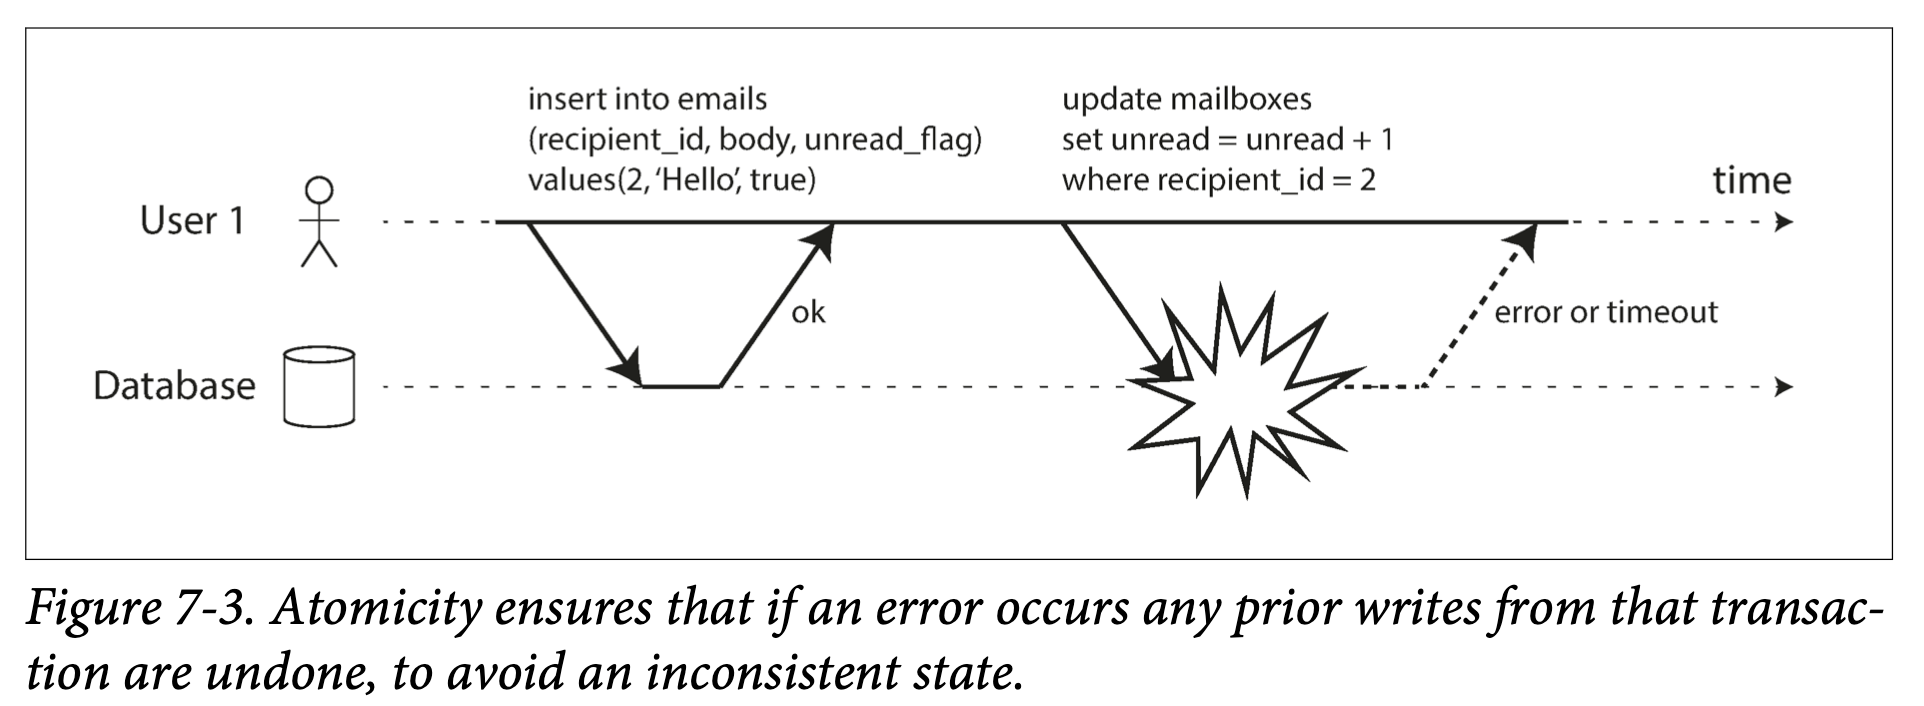 insert into emails
(recipient_id, body, unread_flag)
values(2, ‘Hello’, true)
update mailboxes
set unread = unread + 1
where recipient_id = 2
time
User 1
ok
error or timeout
Database
Figure 7-3. Atomicity ensures that if an error occurs any prior writes from that transac-
tion are undone, to avoid an inconsistent state.